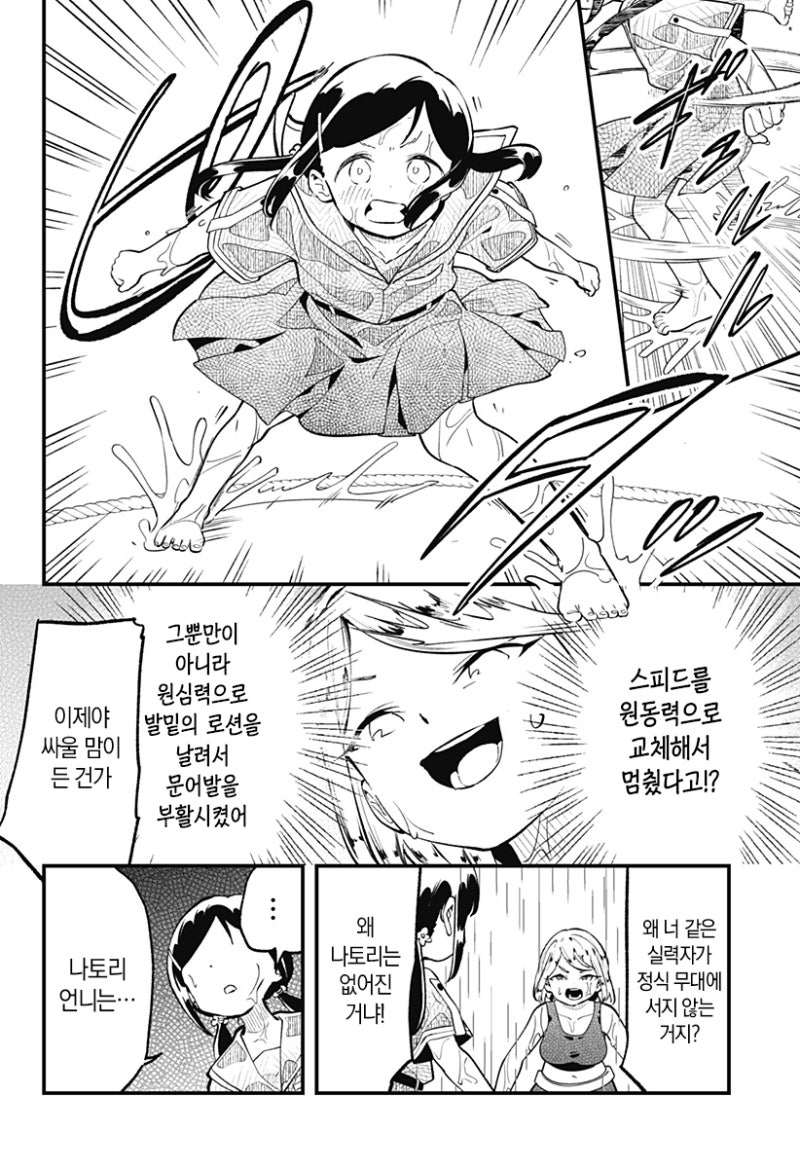 스피드를
원동력으로
교체해서
멈췄다고!?
그뿐만이
아니라
원심력으로
발밑의 로션을
날려서
문어발을
부활시켰어
이제야
싸울 맘이
든 건가
왜 너 같은
실력자가
정식 무대에
서지 않는
거지?
왜
나토리는
없어진
거냐!
…
나토리
언니는…